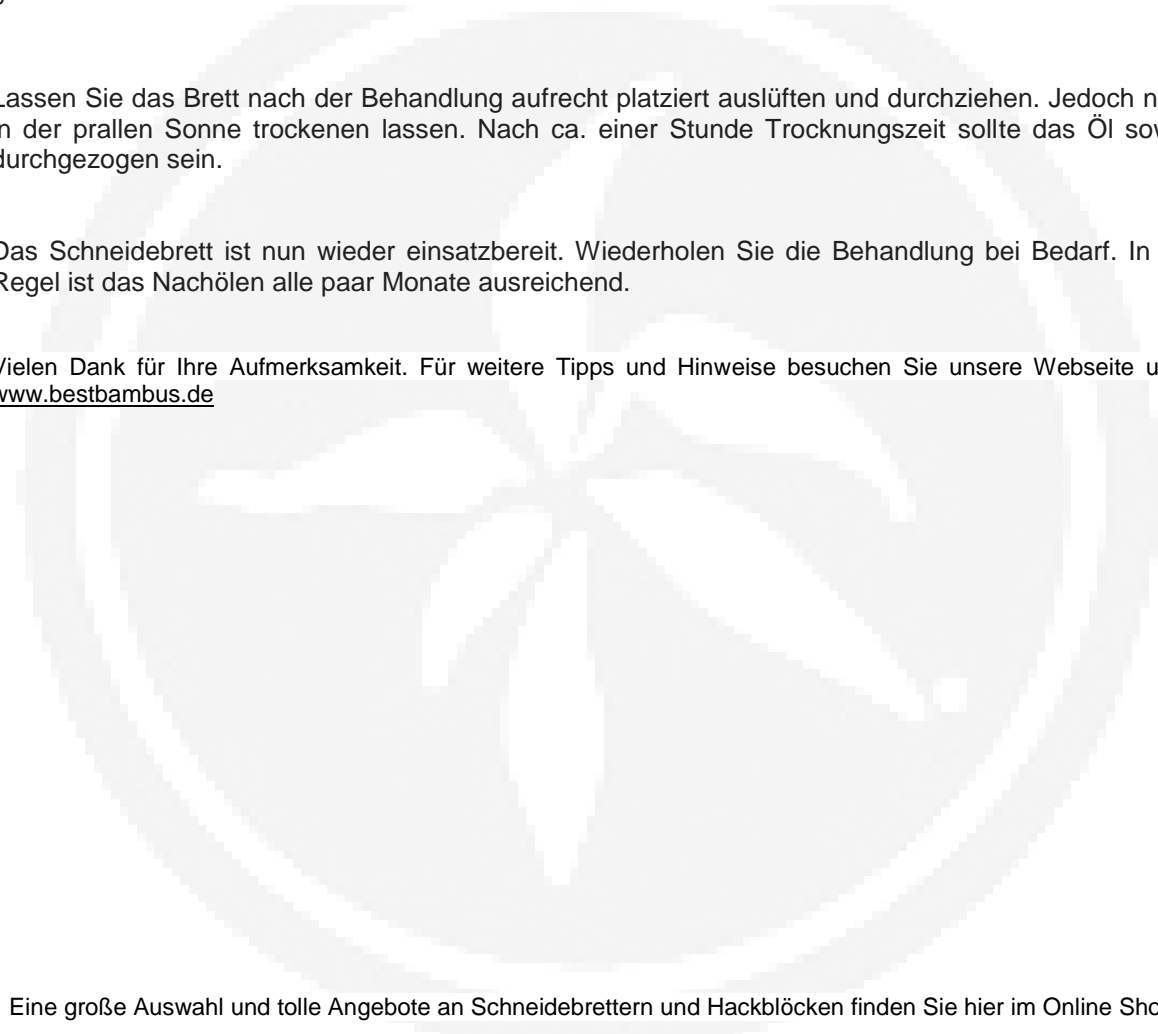 Lassen Sie das Brett nach der Behandlung aufrecht platziert auslüften und durchziehen. Jedoch
in der prallen Sonne trockenen lassen. Nach ca. einer Stunde Trocknungszeit sollte das Öl
durchgezogen sein.
Das Schneidebrett ist nun wieder einsatzbereit. Wiederholen Sie die Behandlung bei Bedarf. In
Regel ist das Nachölen alle paar Monate ausreichend.
Vielen Dank für Ihre Aufmerksamkeit. Für weitere Tipps und Hinweise besuchen Sie unsere Webseite
www.bestbambus.de
Eine große Auswahl und tolle Angebote an Schneidebrettern und Hackblöcken finden Sie hier im Online